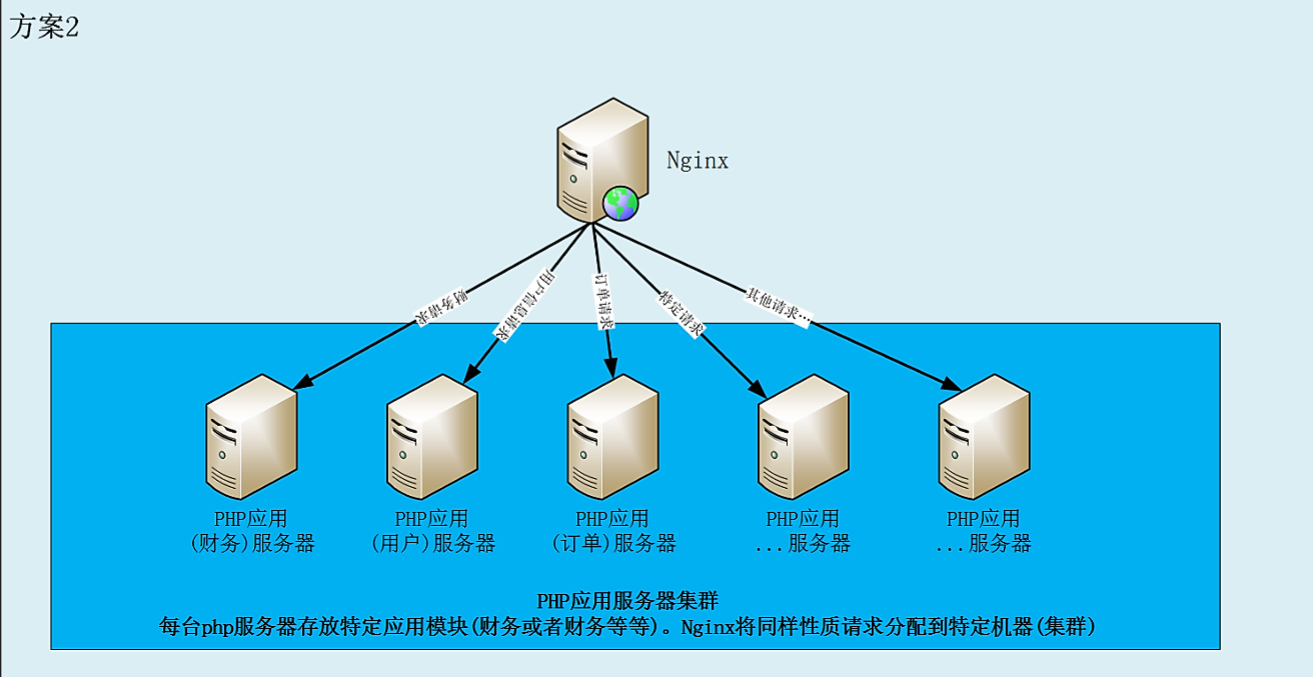 方案2
Nginx
财务请求
用户信息请求
订单请求
特定请求
其他请求...
PHP应用
(财务)服务器
PHP应用
(用户)服务器
PHP应用
(订单)服务器
PHP应用
...服务器
PHP应用
...服务器
PHP应用服务器集群
每台php服务器存放特定应用模块(财务或者财务等等)。Nginx将同样性质请求分配到特定机器(集群)